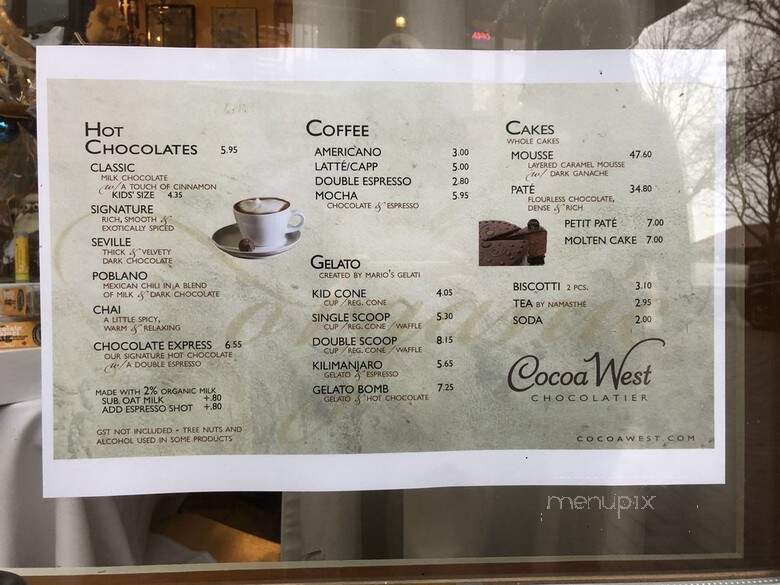 HOT
CHOCOLATES 5.95
CLASSIC
MILK CHOCOLATE
w/ A TOUCH OF CINNAMON
KIDS' SIZE 4.35
SIGNATURE
RICH, SMOOTH &
EXOTICALLY SPICED
SEVILLE
THICK & VELVETY
DARK CHOCOLATE
POBLANO
MEXICAN CHILI IN A BLEND
OF MILK & DARK CHOCOLATE
CHAI
A LITTLE SPICY,
WARM & RELAXING
CHOCOLATE EXPRESS 6.55
OUR SIGNATURE HOT CHOCOLATE
w/ A DOUBLE ESPRESSO
MADE WITH 2% ORGANIC MILK
SUB. OAT MILK +.80
ADD ESPRESSO SHOT +.80
GST NOT INCLUDED - TREE NUTS AND
ALCOHOL USED IN SOME PRODUCTS
COFFEE
AMERICANO 3.00
LATTÉ/CAPP 5.00
DOUBLE ESPRESSO 2.80
MOCHA 5.95
CHOCOLATE & ESPRESSO
GELATO
CREATED BY MARIO'S GELATI
KID CONE 4.05
CUP / REG. CONE
SINGLE SCOOP 5.30
CUP / REG. CONE / WAFFLE
DOUBLE SCOOP 8.15
CUP / REG. CONE / WAFFLE
KILIMANJARO 5.65
GELATO & ESPRESSO
GELATO BOMB 7.25
GELATO & HOT CHOCOLATE
CAKES
WHOLE CAKES
MOUSSE 47.60
LAYERED CARAMEL MOUSSE
w/ DARK GANACHE
PATÉ 34.80
FLOURLESS CHOCOLATE,
DENSE & RICH
PETIT PATÉ 7.00
MOLTEN CAKE 7.00
BISCOTTI 2 PCS. 3.10
TEA BY NAMASTHÉ 2.95
SODA 2.00
Cocoa West
CHOCOLATIER
COCOAWEST.COM
menupix